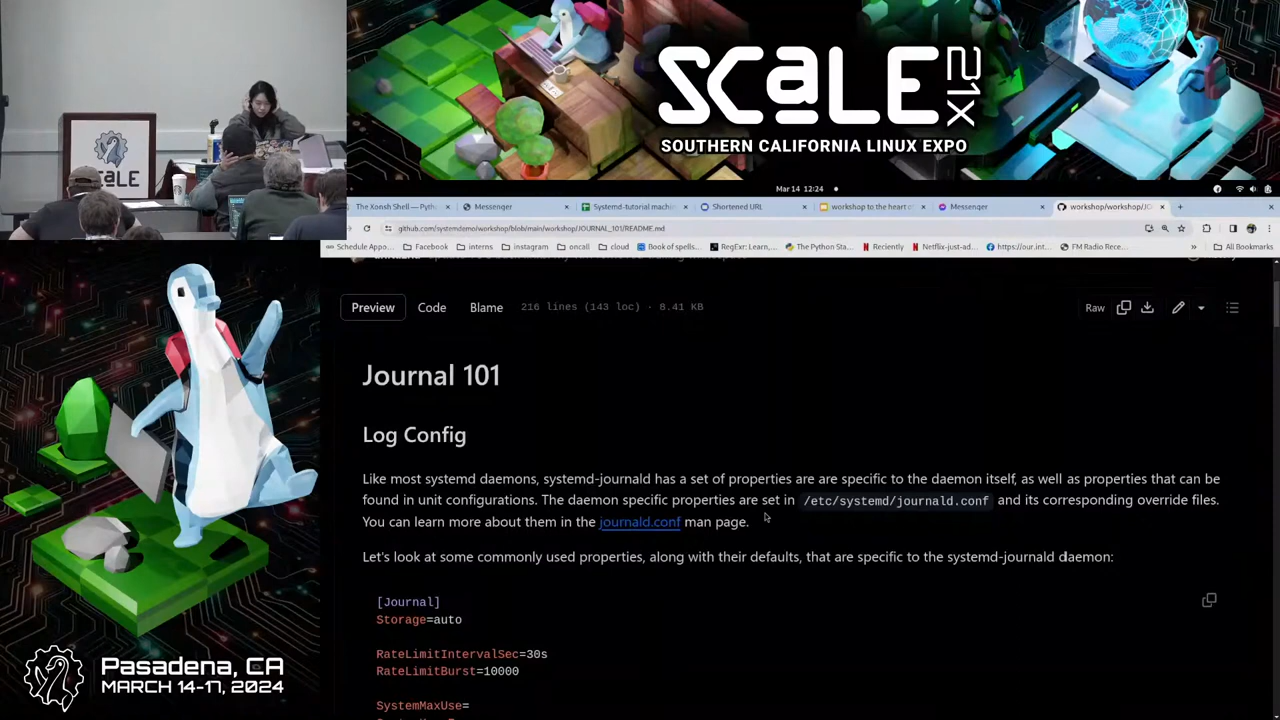 SCALE
21X
SOUTHERN CALIFORNIA LINUX EXPO
Mar 14 12:24
The Xonsh Shell — Pyth
Messenger
Systemd-tutorial machin
Shortened URL
workshop to the heart o
Messenger
workshop/workshop/JO
github.com/systemdemo/workshop/blob/main/workshop/JOURNAL_101/README.md
Schedule Appo...
Facebook
interns
instagram
oncall
cloud
Book of spells...
RegExr: Learn,...
The Python Sta...
Recently
Netflix-just-ad...
https://our.int...
FM Radio Rece...
»
All Bookmarks
Preview
Code
Blame
216 lines (143 loc) · 8.41 KB
Raw
Journal 101
Log Config
Like most systemd daemons, systemd-journald has a set of properties are are specific to the daemon itself, as well as properties that can be
found in unit configurations. The daemon specific properties are set in /etc/systemd/journald.conf and its corresponding override files.
You can learn more about them in the journald.conf man page.
Let's look at some commonly used properties, along with their defaults, that are specific to the systemd-journald daemon:
[Journal]
Storage=auto
RateLimitIntervalSec=30s
RateLimitBurst=10000
SystemMaxUse=
Pasadena, CA
MARCH 14-17, 2024